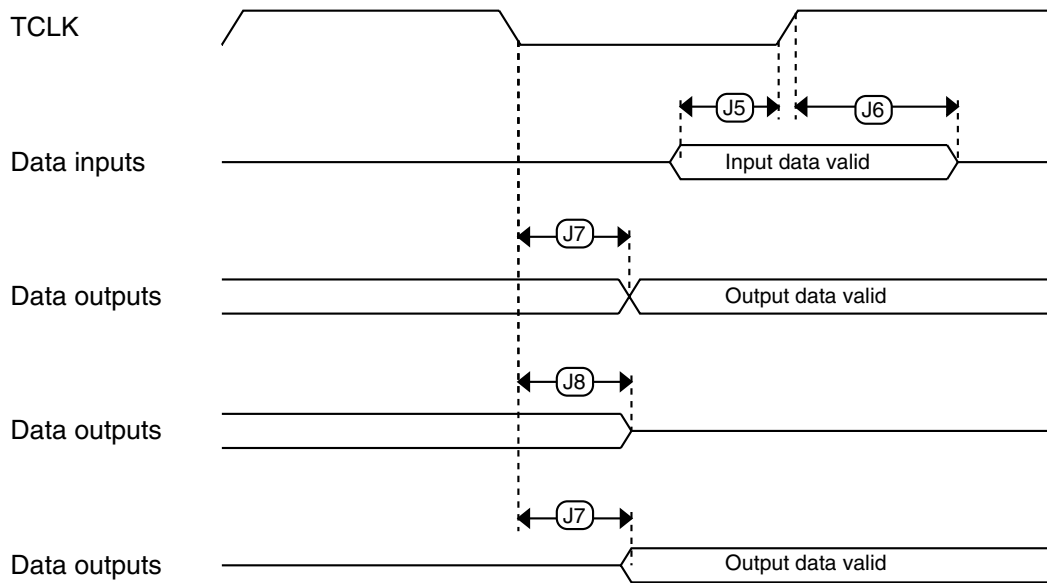 TCLK
J5
J6
Data inputs
Input data valid
J7
Data outputs
Output data valid
J8
Data outputs
J7
Data outputs
Output data valid